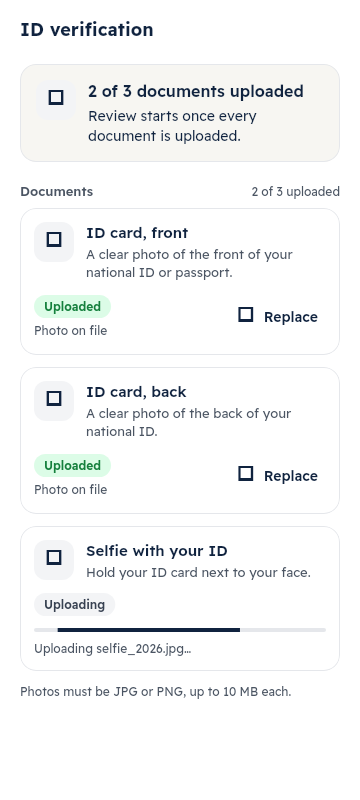 ID verification
2 of 3 documents uploaded
Review starts once every
document is uploaded.
Documents
2 of 3 uploaded
ID card, front
A clear photo of the front of your
national ID or passport.
Uploaded
Photo on file
Replace
ID card, back
A clear photo of the back of your
national ID.
Uploaded
Photo on file
Replace
Selfie with your ID
Hold your ID card next to your face.
Uploading
Uploading selfie_2026.jpg…
Photos must be JPG or PNG, up to 10 MB each.